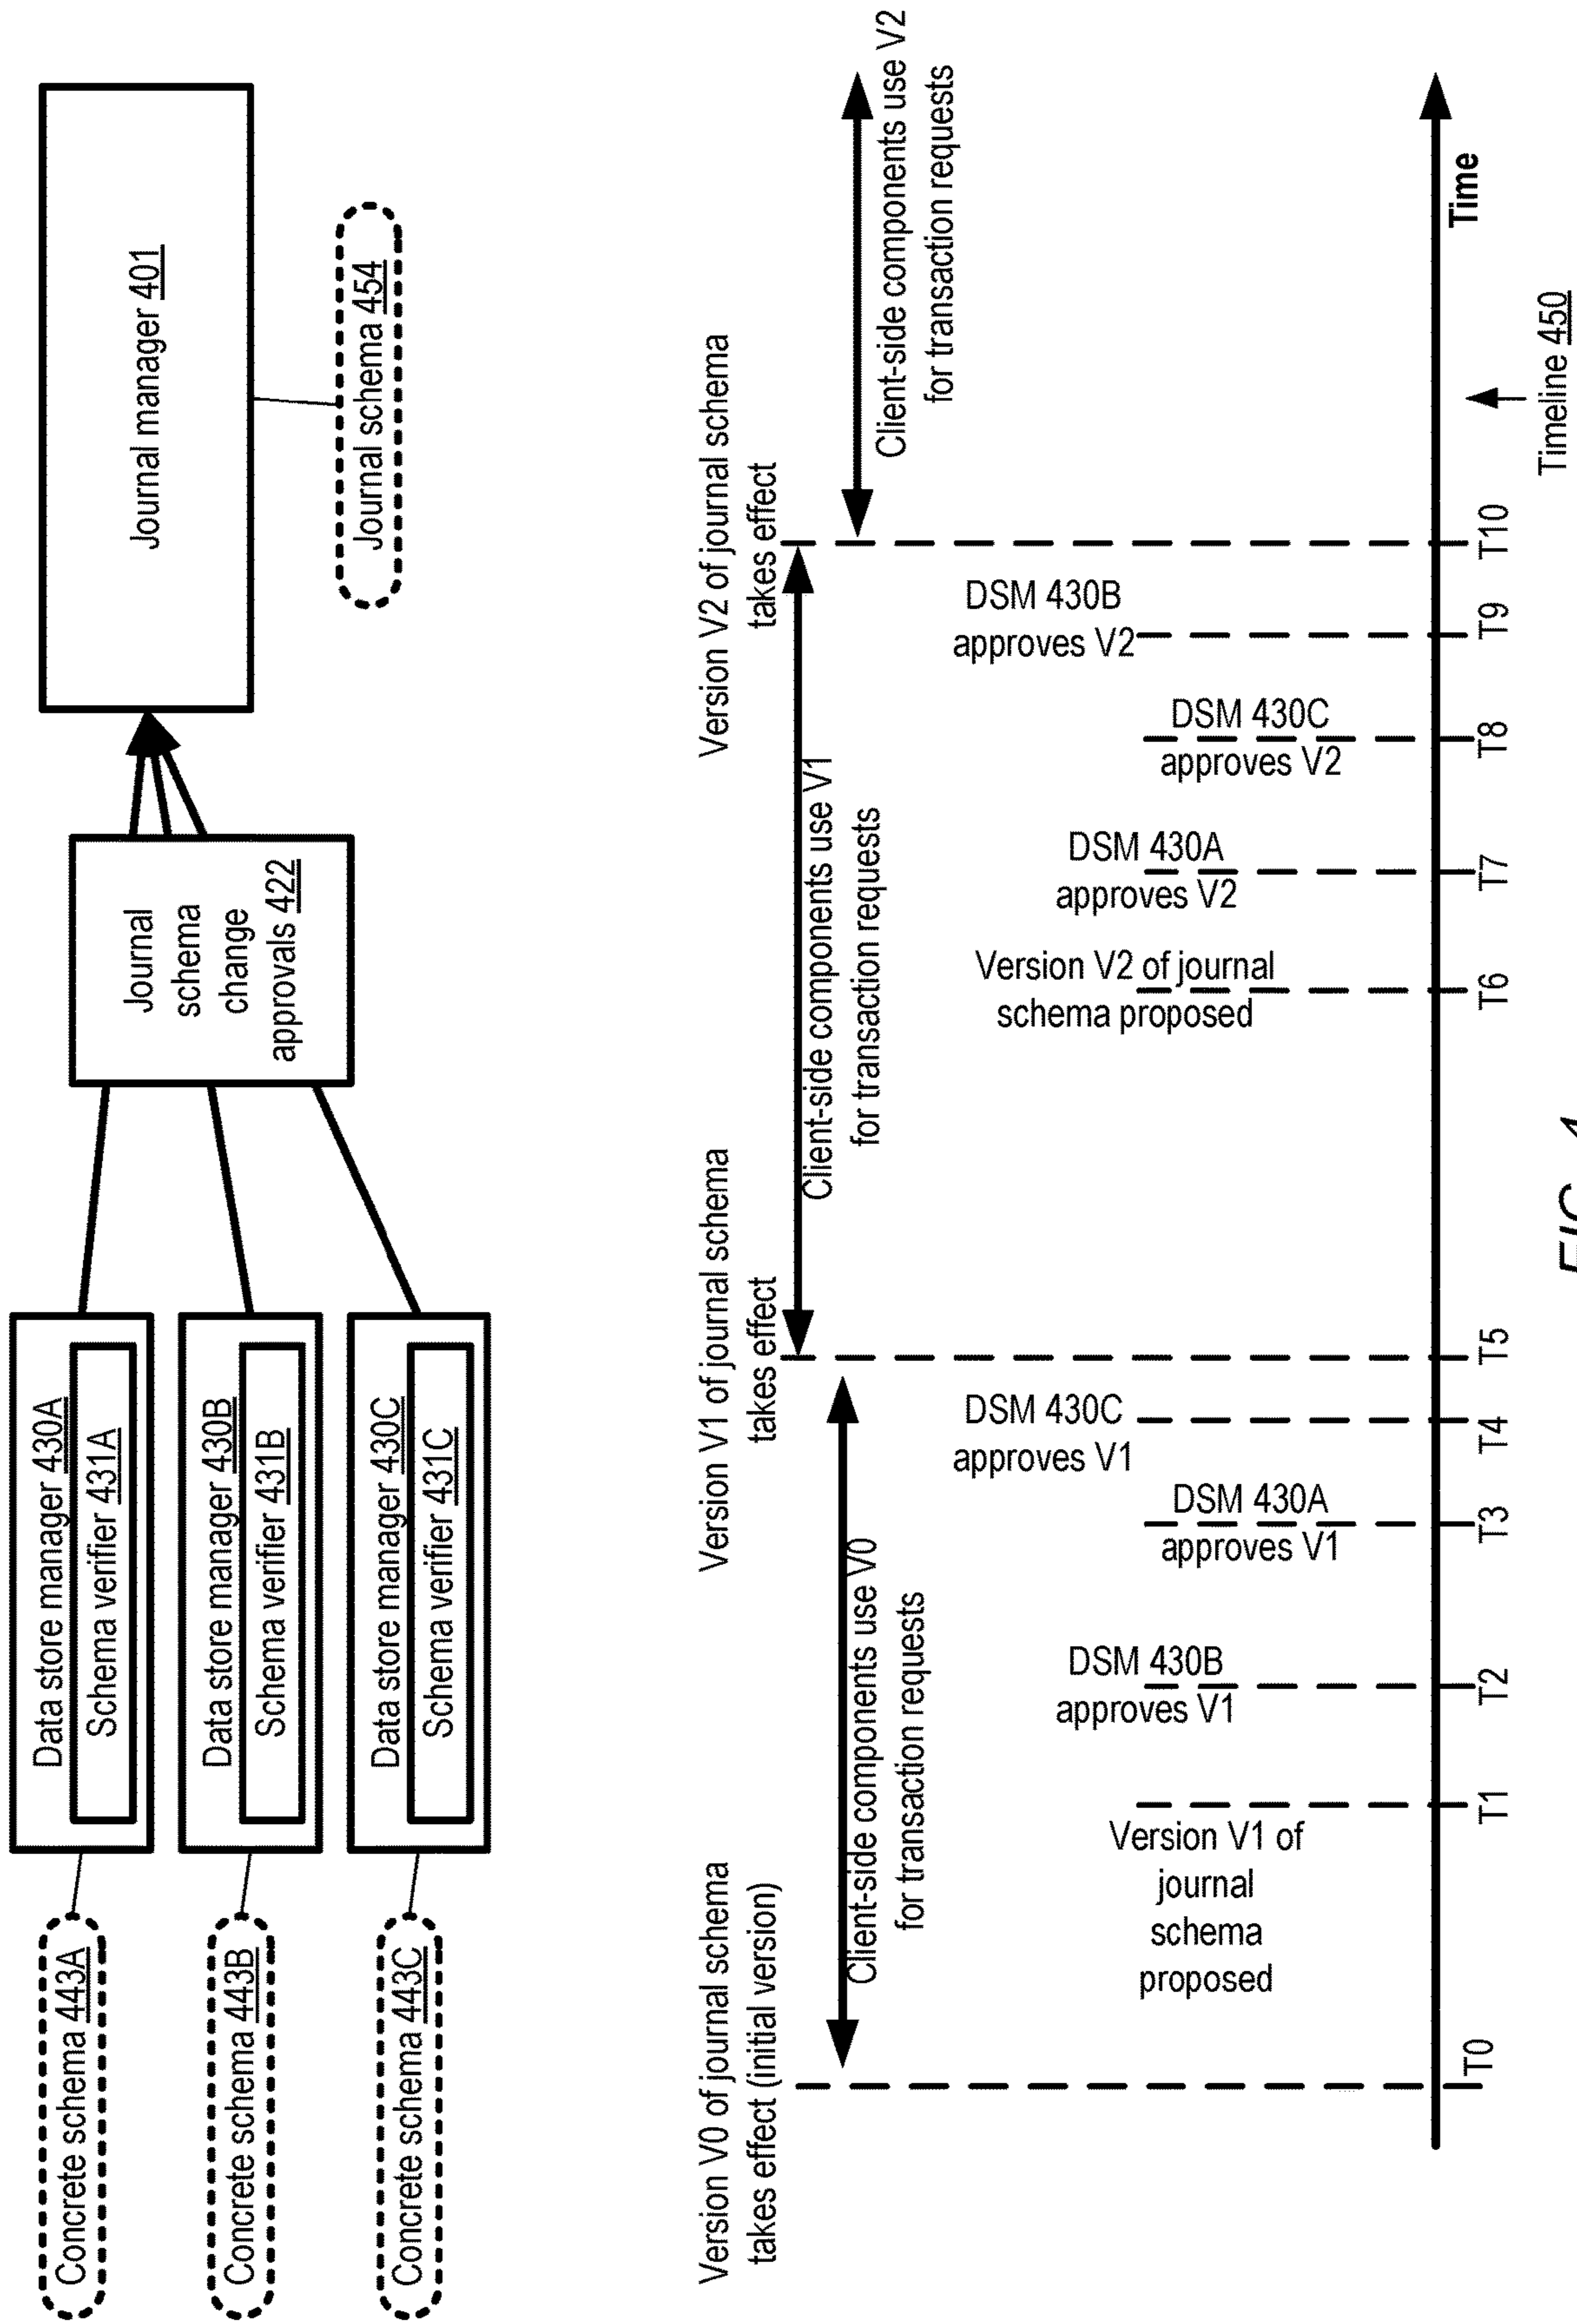 Concrete schema 443A
Data store manager 430A
Schema verifier 431A
Concrete schema 443B
Data store manager 430B
Schema verifier 431B
Concrete schema 443C
Data store manager 430C
Schema verifier 431C
Journal
schema
change
approvals 422
Journal manager 401
Journal schema 454
Version V0 of journal schema
takes effect (initial version)
Version V1 of journal schema
takes effect
Version V2 of journal schema
takes effect
Client-side components use V0
for transaction requests
Client-side components use V1
for transaction requests
Client-side components use V2
for transaction requests
Version V1 of
journal
schema
proposed
DSM 430B
approves V1
DSM 430A
approves V1
DSM 430C
approves V1
Version V2 of journal
schema proposed
DSM 430A
approves V2
DSM 430C
approves V2
DSM 430B
approves V2
T0
T1
T2
T3
T4
T5
T6
T7
T8
T9
T10
Time
Timeline 450
FIG. 4